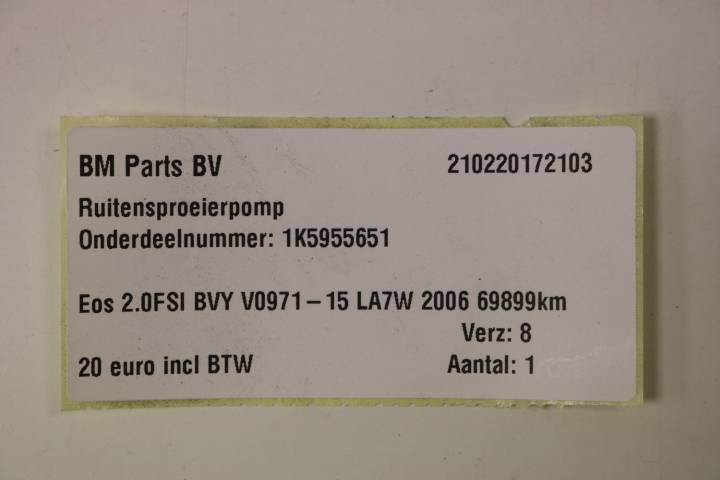 BM Parts BV 210220172103
Ruitensproeierpomp
Onderdeelnummer: 1K5955651
Eos 2.0FSI BVY V0971-15 LA7W 2006 69899km
Verz: 8
20 euro incl BTW Aantal: 1